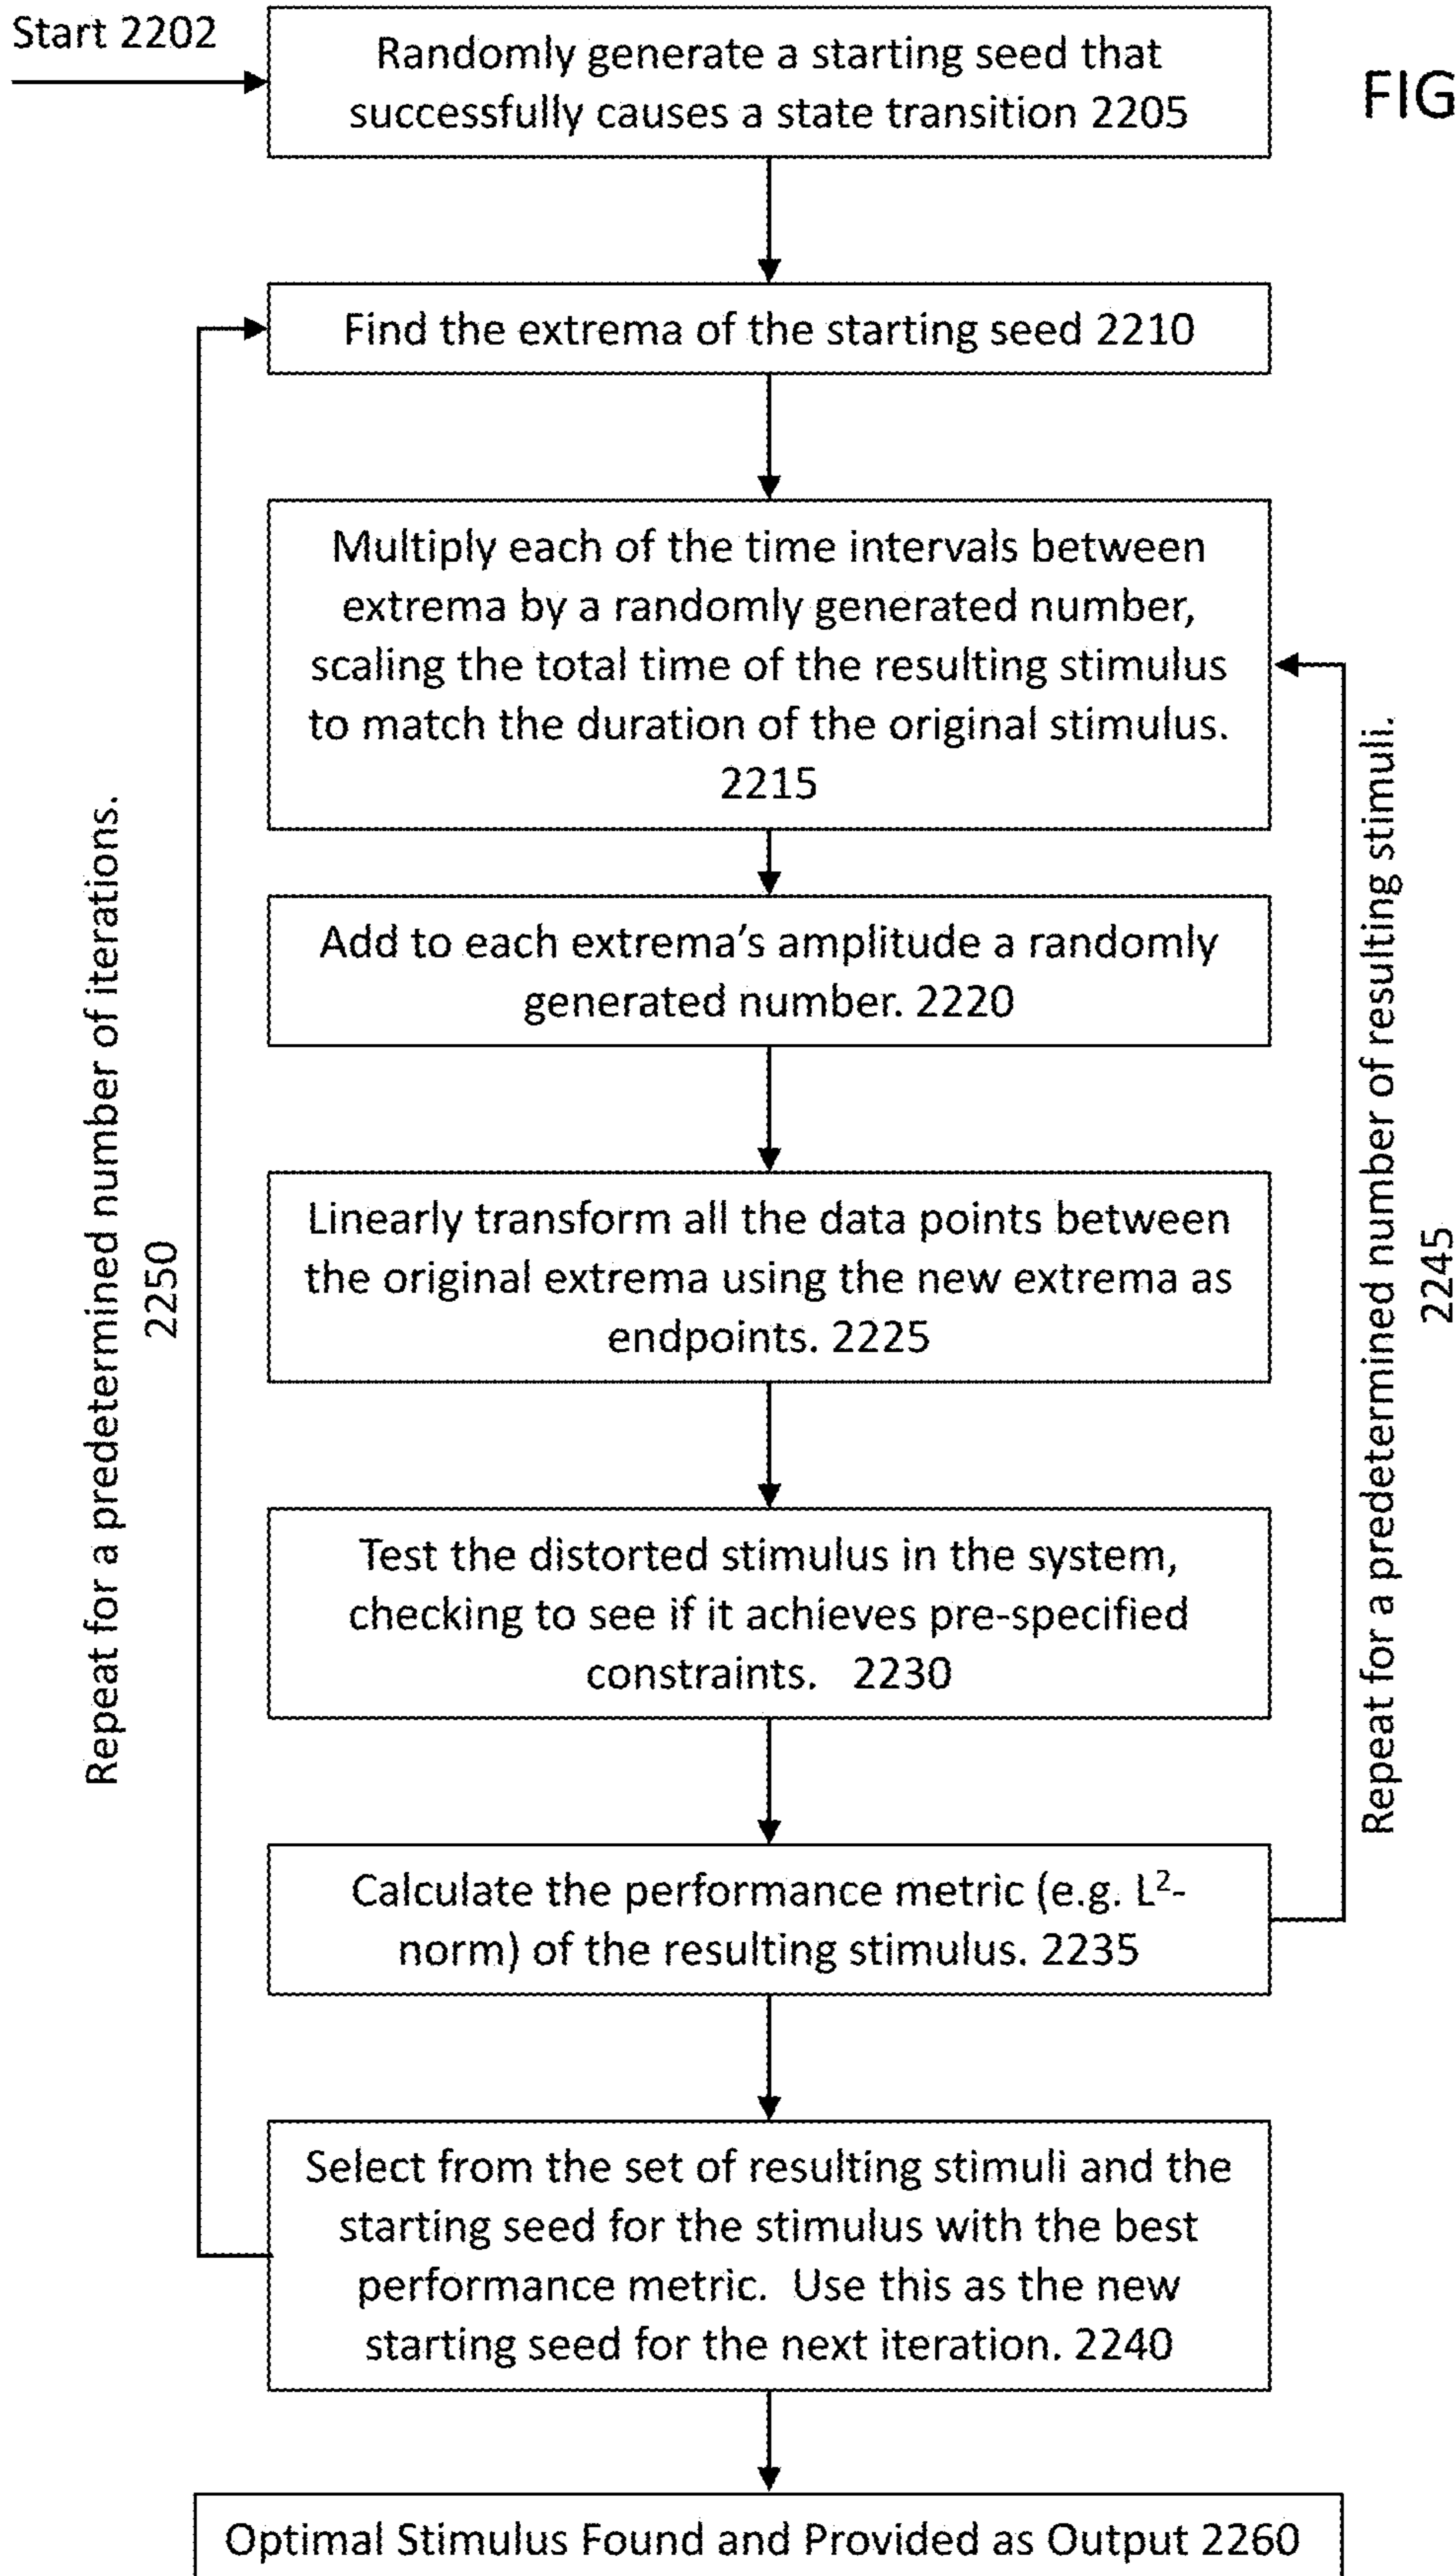 Start 2202
FIG
Randomly generate a starting seed that
successfully causes a state transition 2205
Find the extrema of the starting seed 2210
Multiply each of the time intervals between
extrema by a randomly generated number,
scaling the total time of the resulting stimulus
to match the duration of the original stimulus.
2215
Add to each extrema's amplitude a randomly
generated number. 2220
Linearly transform all the data points between
the original extrema using the new extrema as
endpoints. 2225
Test the distorted stimulus in the system,
checking to see if it achieves pre-specified
constraints. 2230
Calculate the performance metric (e.g. L²-
norm) of the resulting stimulus. 2235
Select from the set of resulting stimuli and the
starting seed for the stimulus with the best
performance metric. Use this as the new
starting seed for the next iteration. 2240
Optimal Stimulus Found and Provided as Output 2260
Repeat for a predetermined number of iterations.
2250
Repeat for a predetermined number of resulting stimuli.
2245